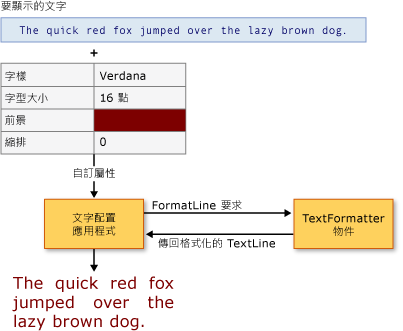 要顯示的文字
The quick red fox jumped over the lazy brown dog.
+
字樣 Verdana
字型大小 16 點
前景
縮排 0
自訂屬性
文字配置
應用程式
FormatLine 要求
傳回格式化的 TextLine
TextFormatter
物件
The quick red fox
jumped over the
lazy brown dog.